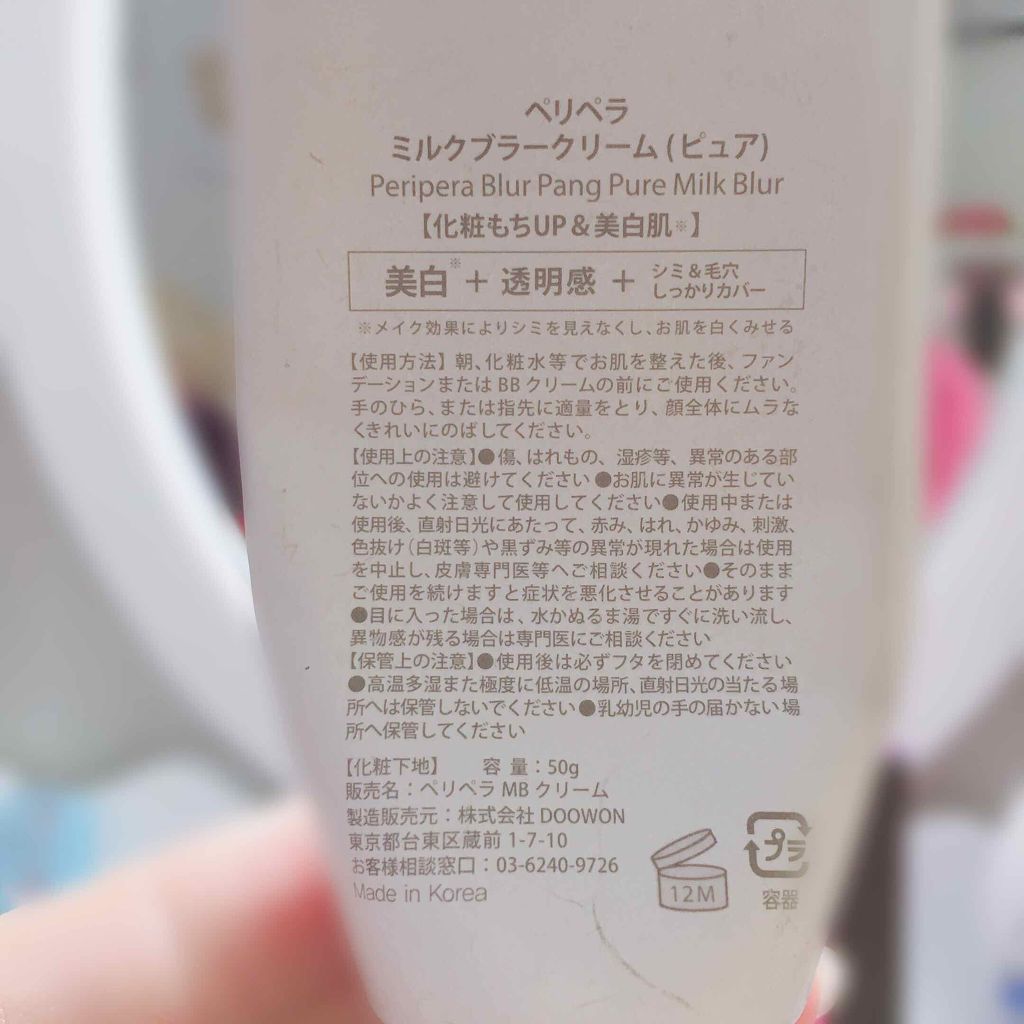 ペリペラ
ミルクブラークリーム(ピュア)
Peripera Blur Pang Pure Milk Blur
【化粧もちUP&美白肌※】
美白※ + 透明感 + シミ&毛穴
しっかりカバー
※メイク効果によりシミを見えなくし、お肌を白くみせる
【使用方法】朝、化粧水等でお肌を整えた後、ファン
デーションまたは BB クリームの前にご使用ください。
手のひら、または指先に適量をとり、顔全体にムラな
くきれいにのばしてください。
【使用上の注意】●傷、はれもの、湿疹等、異常のある部
位への使用は避けてください ●お肌に異常が生じてい
ないかよく注意して使用してください●使用中または
使用後、直射日光にあたって、赤み、はれ、かゆみ、刺激、
色抜け（白斑等）や黒ずみ等の異常が現れた場合は使用
を中止し、皮膚専門医等へご相談ください●そのまま
ご使用を続けますと症状を悪化させることがあります
●目に入った場合は、水かぬるま湯ですぐに洗い流し、
異物感が残る場合は専門医にご相談ください
【保管上の注意】●使用後は必ずフタを閉めてください
●高温多湿また極度に低温の場所、直射日光の当たる場
所へは保管しないでください ●乳幼児の手の届かない場
所へ保管してください
【化粧下地】 容 量：50g
販売名：ペリペラ MB クリーム
製造販売元：株式会社 DOOWON
東京都台東区蔵前 1-7-10
お客様相談窓口：03-6240-9726
Made in Korea
12M
プラ
容器